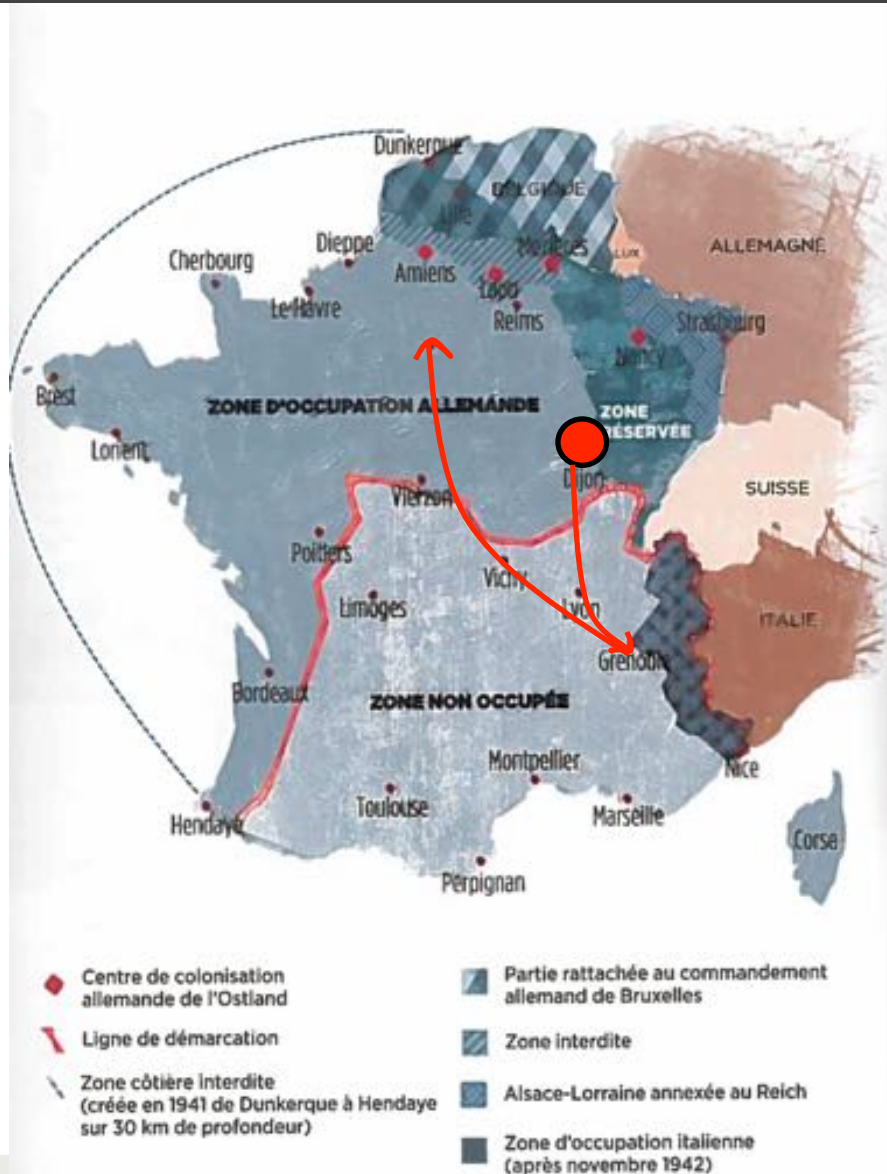 Dunkerque
BELGIQUE
Lille
Dieppe
Mézières
LUX
ALLEMAGNE
Cherbourg
Amiens
Laon
Le Havre
Reims
Strasbourg
Nancy
Brest
ZONE D'OCCUPATION ALLEMANDE
ZONE
RÉSERVÉE
Lorient
Dijon
SUISSE
Vierzon
Poitiers
Vichy
Limoges
Lyon
ITALIE
Grenoble
Bordeaux
ZONE NON OCCUPÉE
Montpellier
Nice
Hendaye
Toulouse
Marseille
Corse
Perpignan
Centre de colonisation
allemande de l'Ostland
Ligne de démarcation
Zone côtière interdite
(créée en 1941 de Dunkerque à Hendaye
sur 30 km de profondeur)
Partie rattachée au commandement
allemand de Bruxelles
Zone interdite
Alsace-Lorraine annexée au Reich
Zone d'occupation italienne
(après novembre 1942)